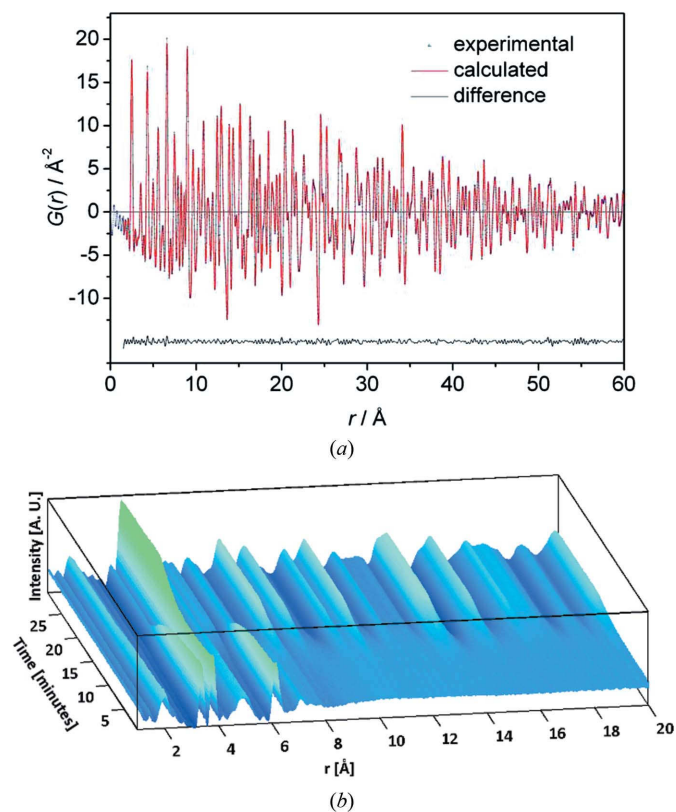 20
15
10
5
0
-5
-10
G(r) / Å-2
experimental
calculated
difference
0 10 20 30 40 50 60
r / Å
(a)
Intensity [A. U.]
25
20
15
10
5
Time [minutes]
2 4 6 8 10 12 14 16 18 20
r [Å]
(b)